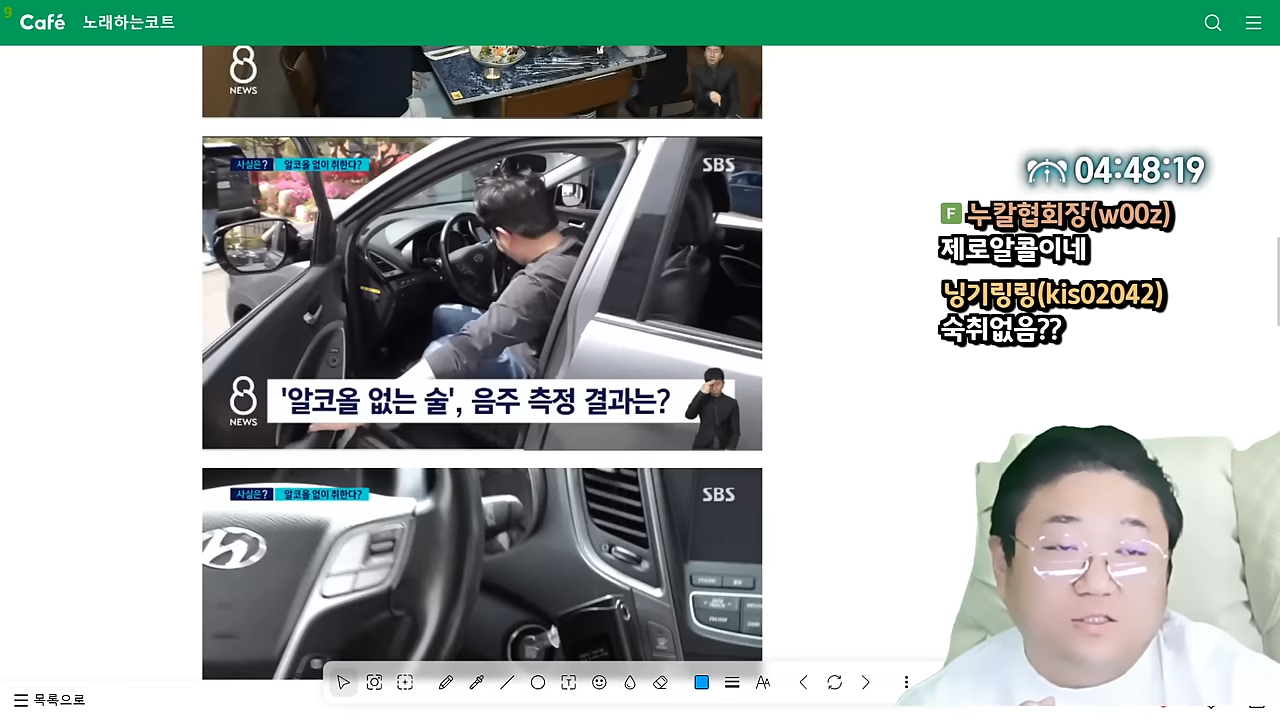 9
Café 노래하는코트
8
NEWS
사실은? 알코올 없이 취한다?
SBS
8
NEWS
'알코올 없는 술', 음주 측정 결과는?
사실은? 알코올 없이 취한다?
SBS
04:48:19
F 누칼협회장(w00z)
제로알콜이네
닝기링링(kis02042)
숙취없음??
목록으로